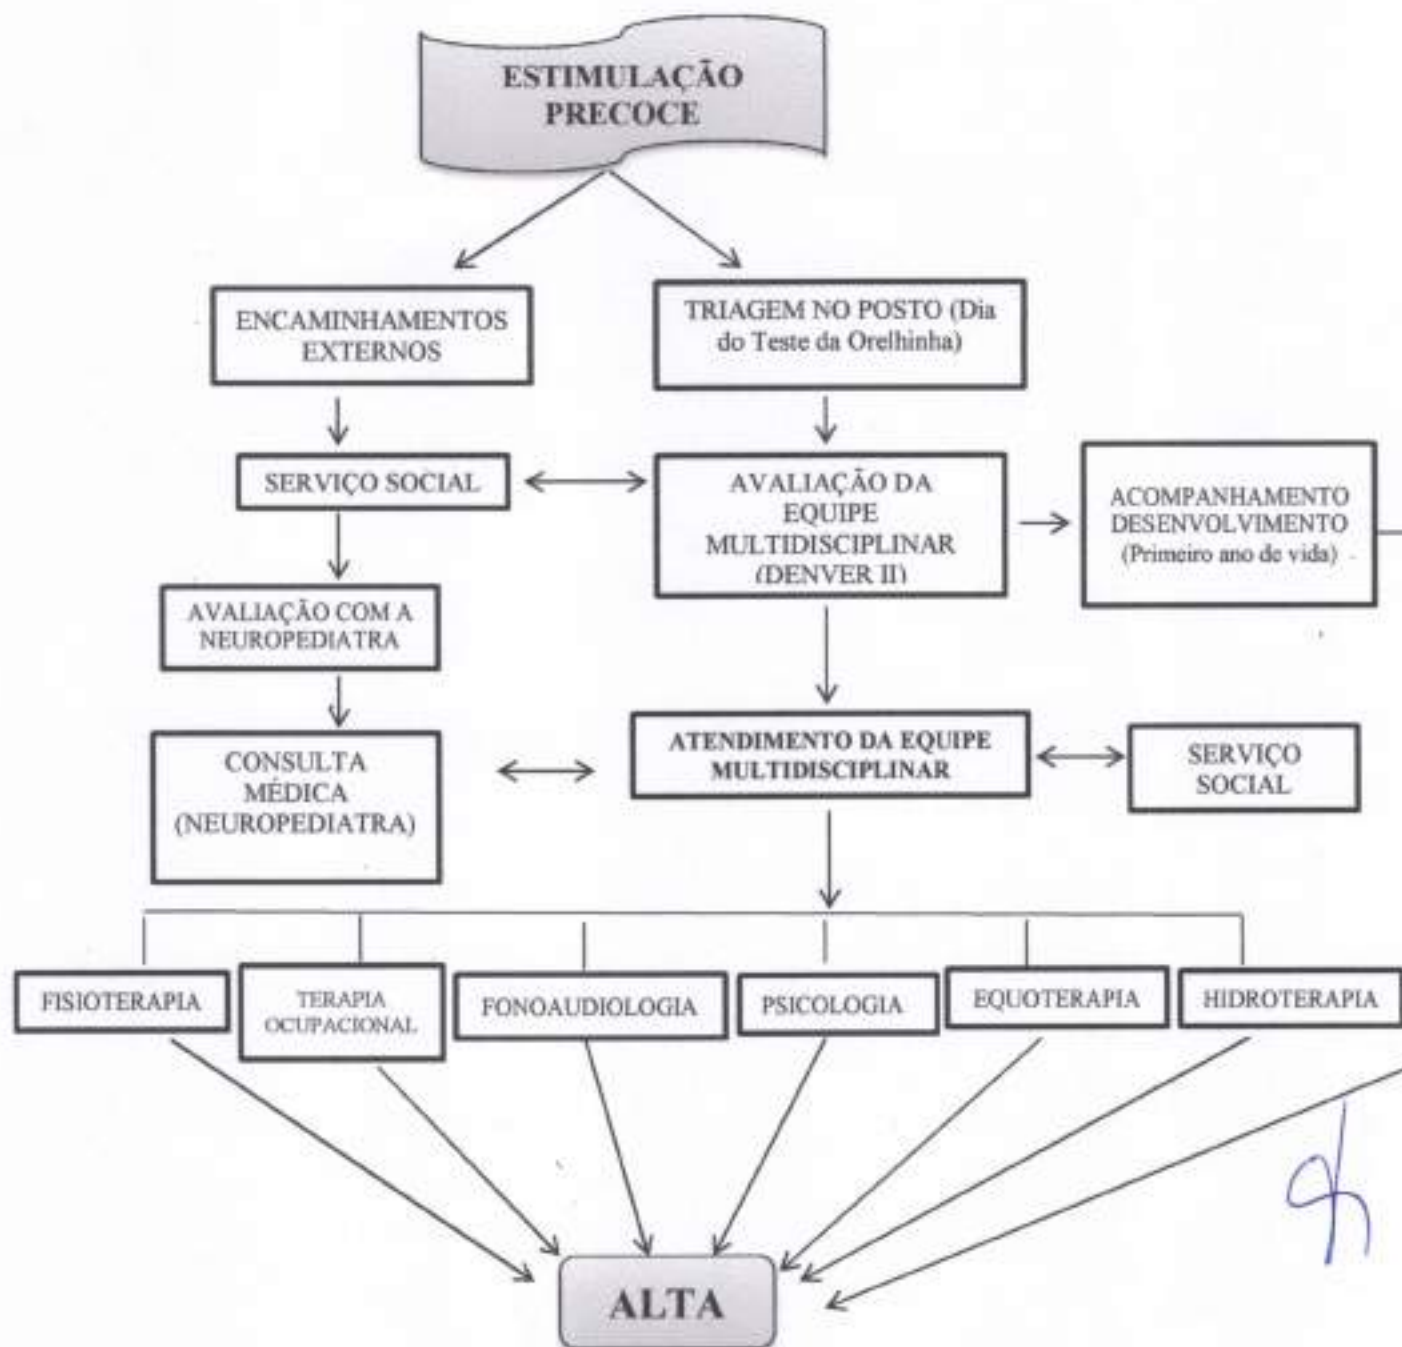 ESTIMULAÇÃO
PRECOCE
ENCAMINHAMENTOS
EXTERNOS
TRIAGEM NO POSTO (Dia
do Teste da Orelhinha)
SERVIÇO SOCIAL
AVALIAÇÃO DA
EQUIPE
MULTIDISCIPLINAR
(DENVER II)
ACOMPANHAMENTO
DESENVOLVIMENTO
(Primeiro ano de vida)
AVALIAÇÃO COM A
NEUROPEDIATRA
CONSULTA
MÉDICA
(NEUROPEDIATRA)
ATENDIMENTO DA EQUIPE
MULTIDISCIPLINAR
SERVIÇO
SOCIAL
FISIOTERAPIA
TERAPIA
OCUPACIONAL
FONOAUDIOLOGIA
PSICOLOGIA
EQUOTERAPIA
HIDROTERAPIA
ALTA